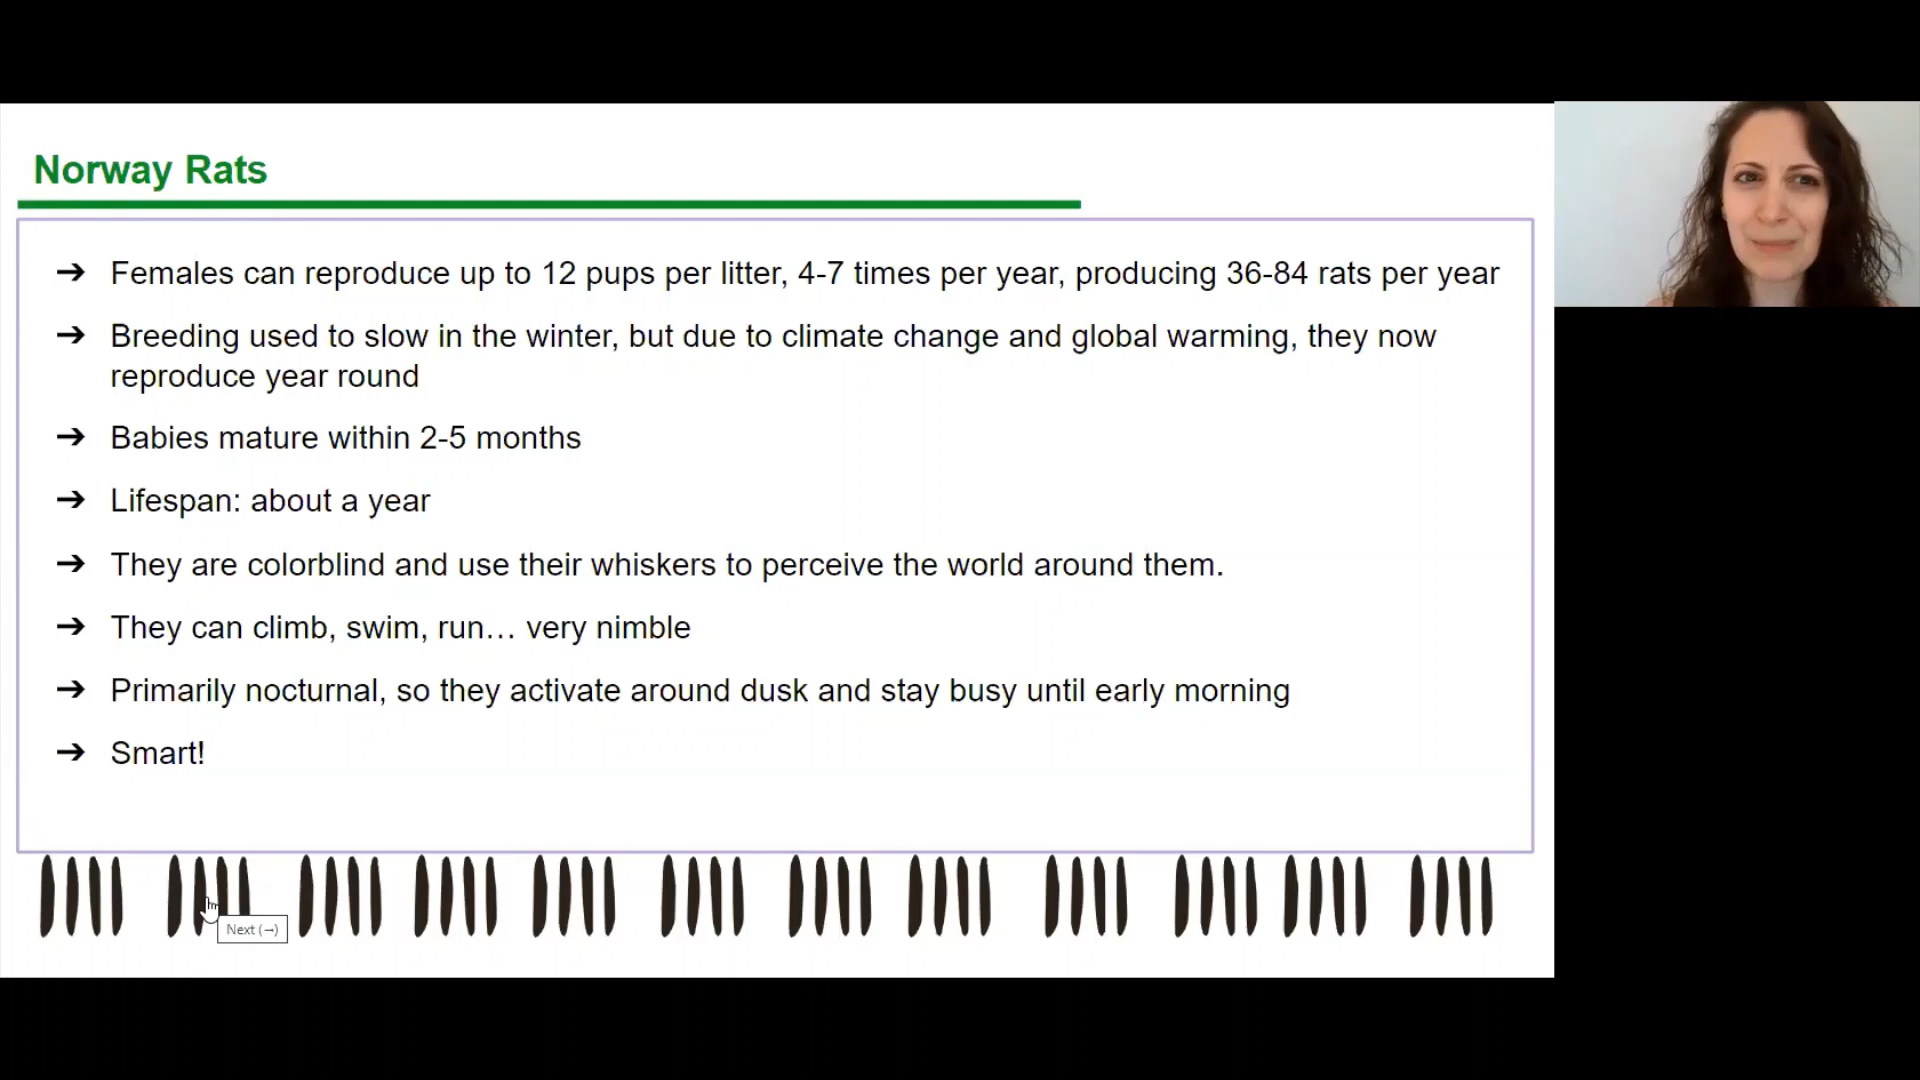 Norway Rats
➔ Females can reproduce up to 12 pups per litter, 4-7 times per year, producing 36-84 rats per year
➔ Breeding used to slow in the winter, but due to climate change and global warming, they now
reproduce year round
➔ Babies mature within 2-5 months
➔ Lifespan: about a year
➔ They are colorblind and use their whiskers to perceive the world around them.
➔ They can climb, swim, run… very nimble
➔ Primarily nocturnal, so they activate around dusk and stay busy until early morning
➔ Smart!
Next (→)